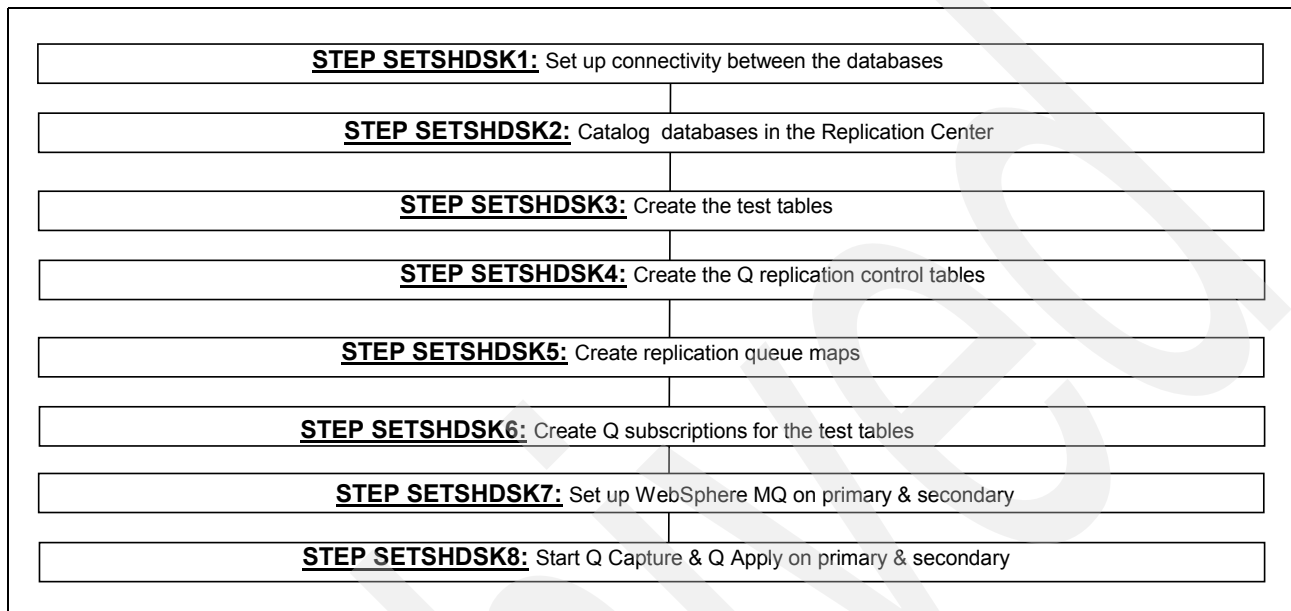 STEP SETSHDSK1: Set up connectivity between the databases
STEP SETSHDSK2: Catalog databases in the Replication Center
STEP SETSHDSK3: Create the test tables
STEP SETSHDSK4: Create the Q replication control tables
STEP SETSHDSK5: Create replication queue maps
STEP SETSHDSK6: Create Q subscriptions for the test tables
STEP SETSHDSK7: Set up WebSphere MQ on primary & secondary
STEP SETSHDSK8: Start Q Capture & Q Apply on primary & secondary